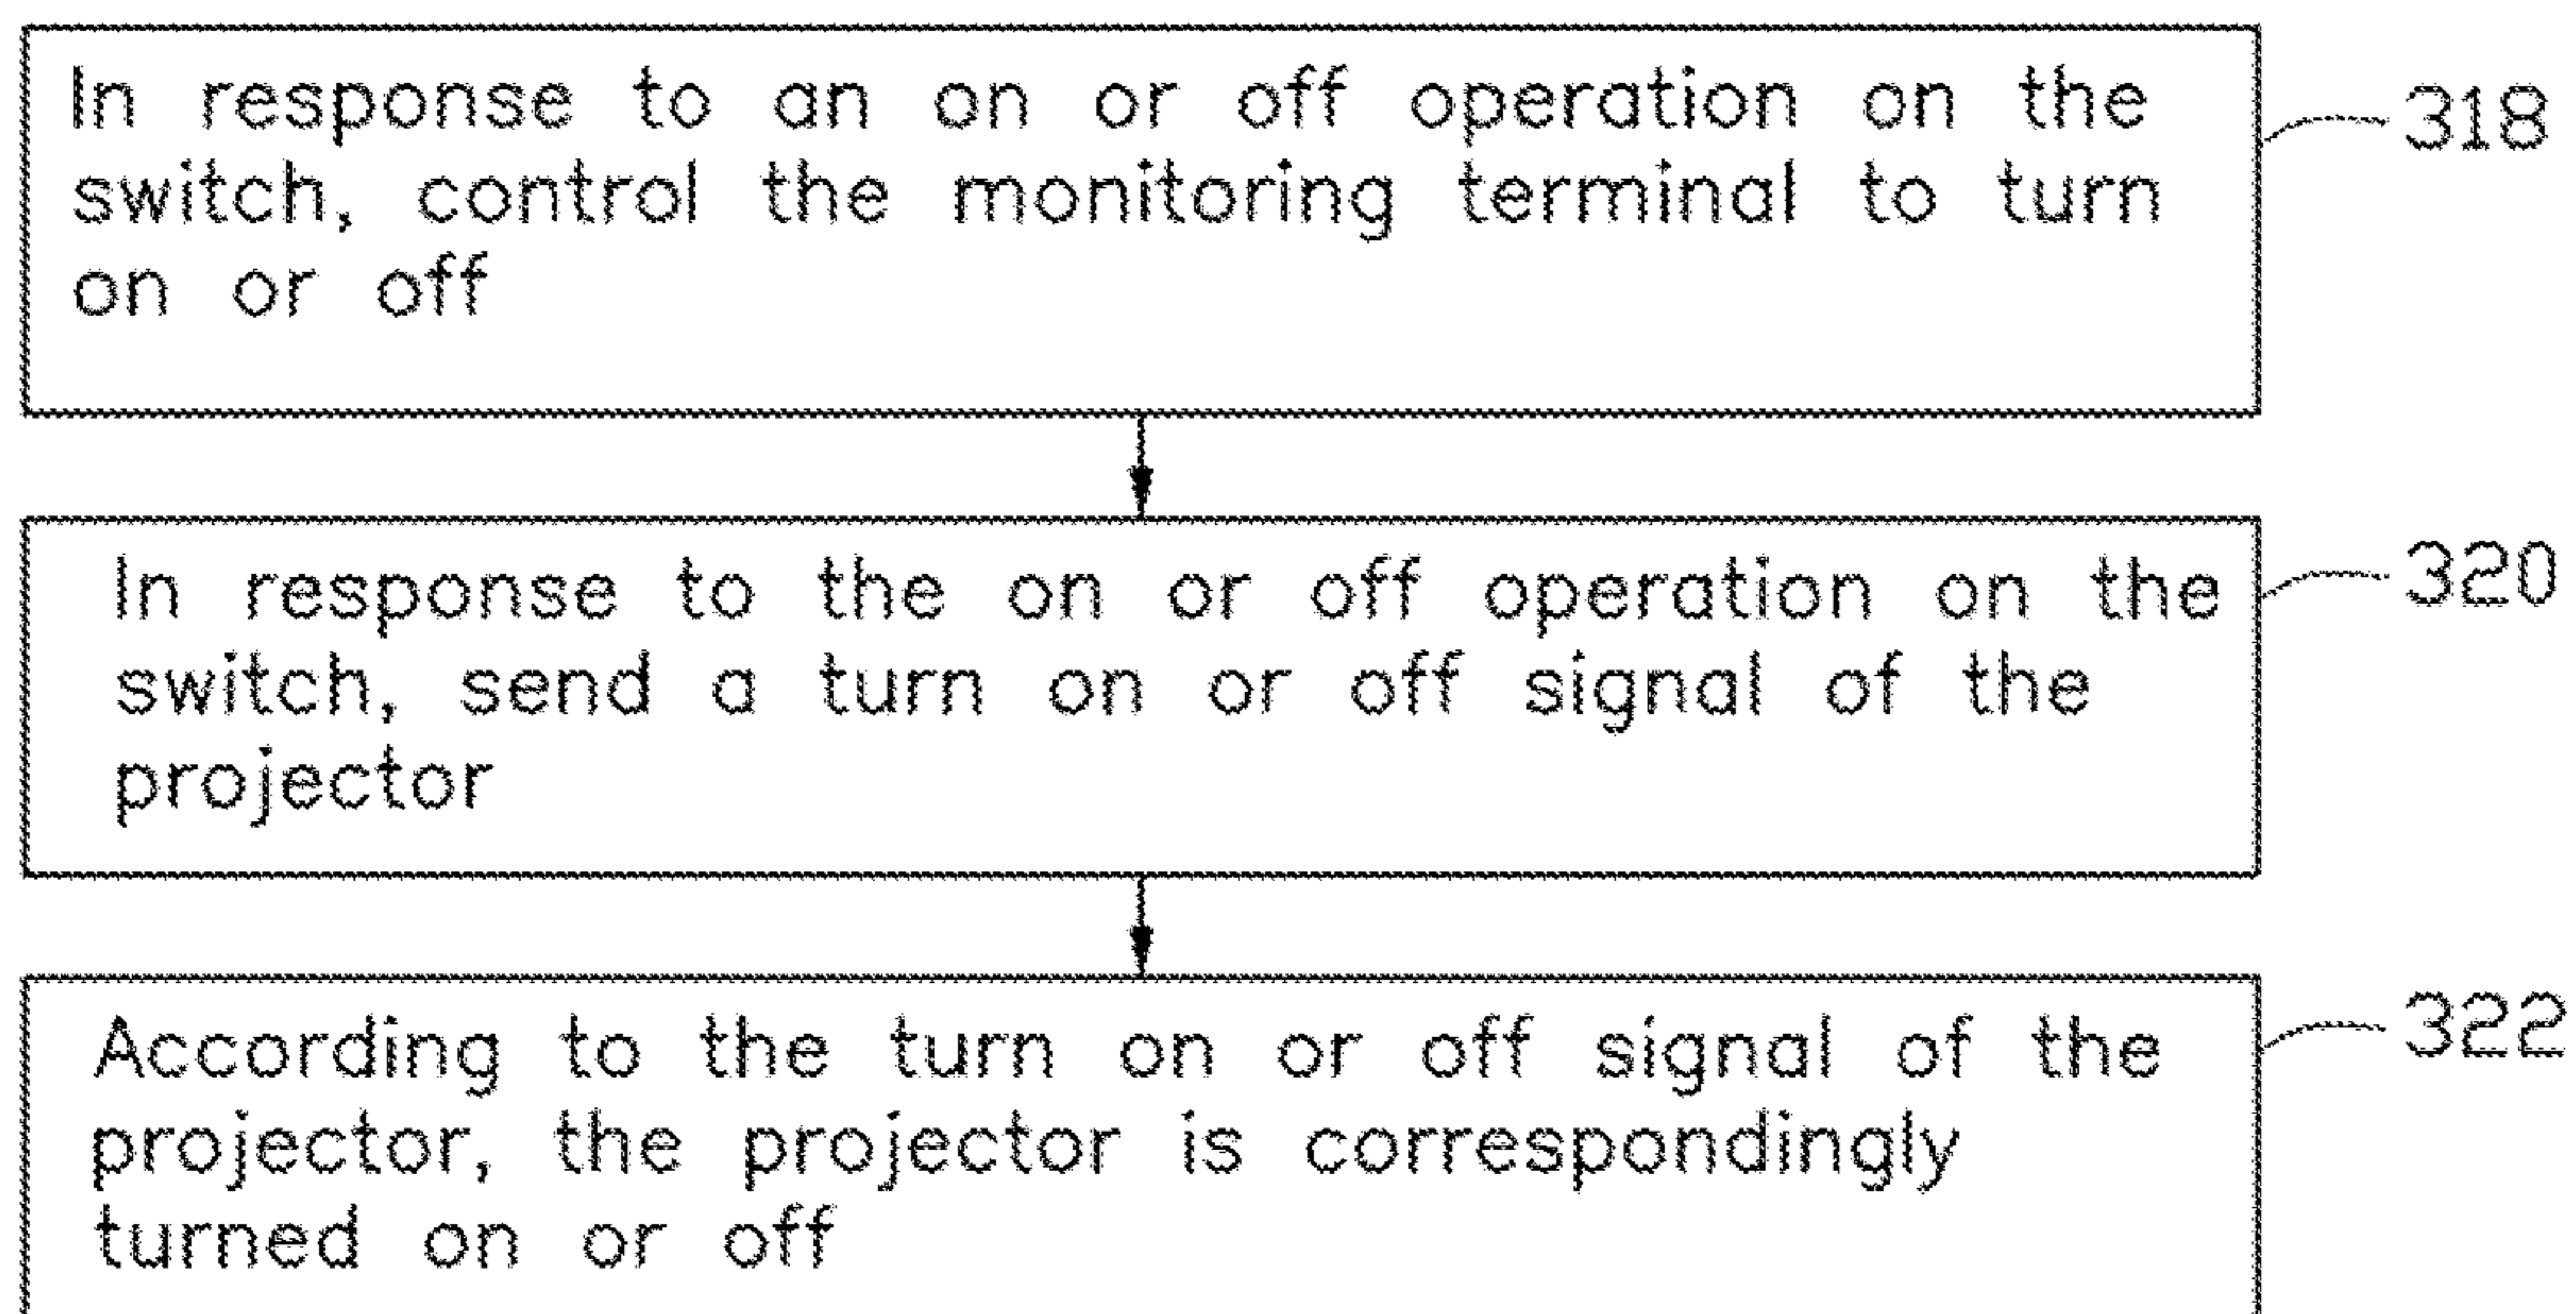 In response to an on or off operation on the
switch, control the monitoring terminal to turn
on or off
318
In response to the on or off operation on the
switch, send a turn on or off signal of the
projector
320
According to the turn on or off signal of the
projector, the projector is correspondingly
turned on or off
322